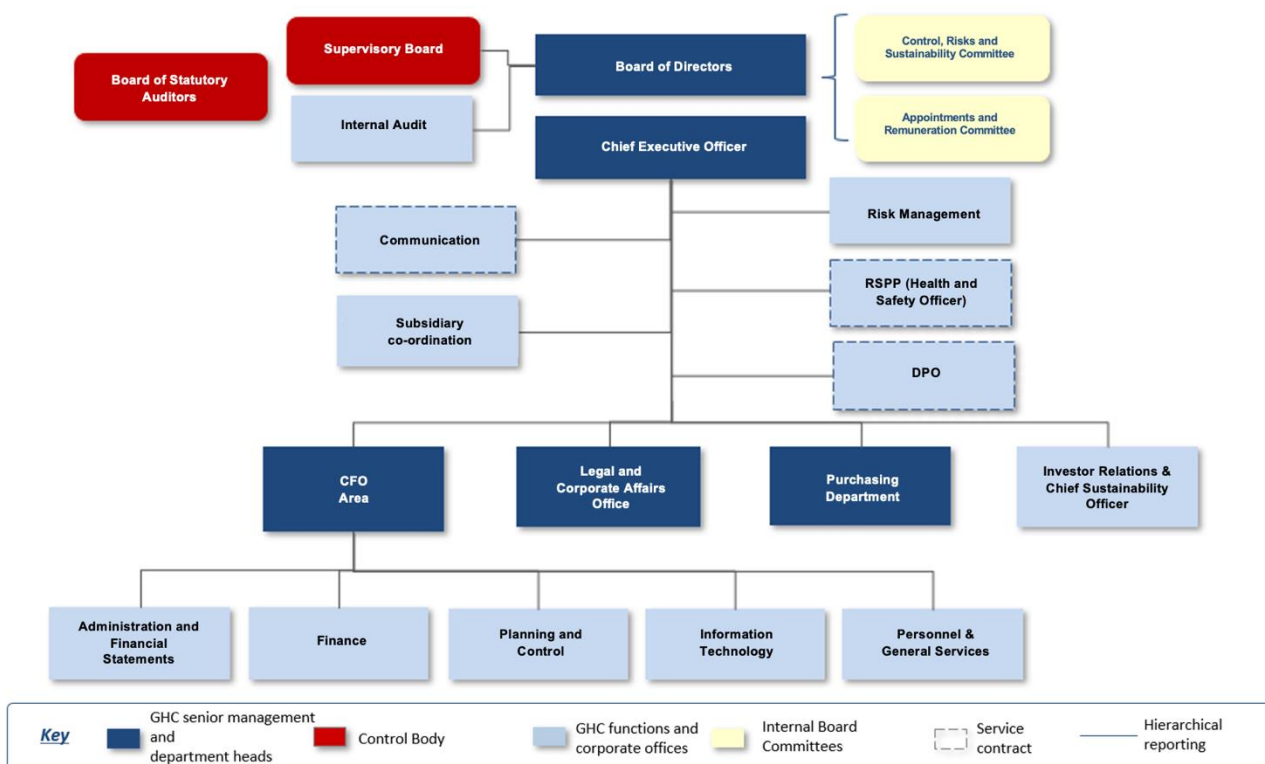 Supervisory Board
Board of Directors
Control, Risks and
Sustainability Committee
Board of Statutory
Auditors
Internal Audit
Appointments and
Remuneration Committee
Chief Executive Officer
Risk Management
Communication
RSPP (Health and
Safety Officer)
Subsidiary
co-ordination
DPO
CFO
Area
Legal and
Corporate Affairs
Office
Purchasing
Department
Investor Relations &
Chief Sustainability
Officer
Administration and
Financial
Statements
Finance
Planning and
Control
Information
Technology
Personnel &
General Services
Key
GHC senior management
and
department heads
Control Body
GHC functions and
corporate offices
Internal Board
Committees
Service
contract
Hierarchical
reporting